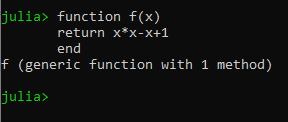 julia> function f(x)
       return x*x-x+1
       end
f (generic function with 1 method)
julia>